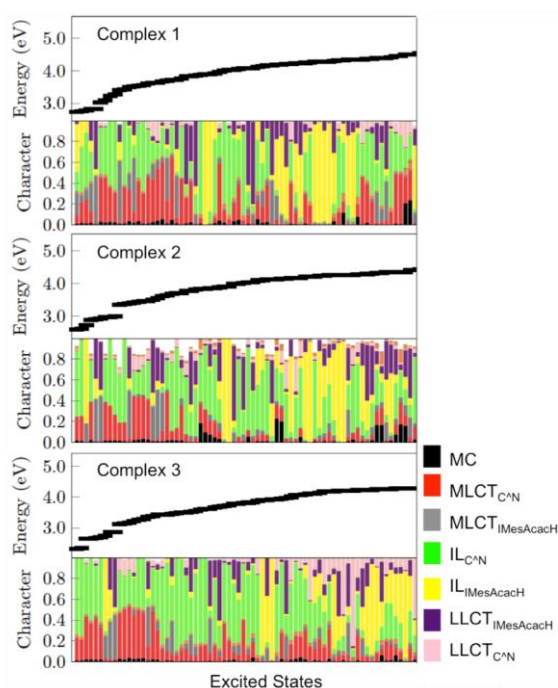 Complex 1
Energy (eV)
5.0
4.0
3.0
Character
0.8
0.6
0.4
0.2
0.0
Complex 2
Energy (eV)
5.0
4.0
3.0
Character
0.8
0.6
0.4
0.2
0.0
Complex 3
Energy (eV)
5.0
4.0
3.0
Character
0.8
0.6
0.4
0.2
0.0
Excited States
MC
MLCT_C^N
MLCT_IMesAcacH
IL_C^N
IL_IMesAcacH
LLCT_IMesAcacH
LLCT_C^N